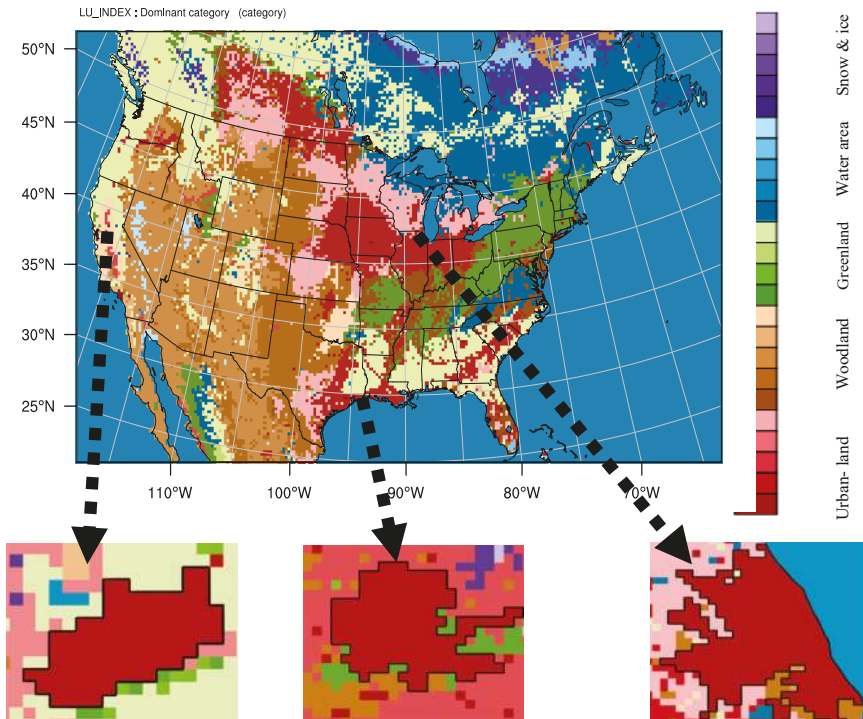 LU_INDEX : Dominant category (category)
50°N
45°N
40°N
35°N
30°N
25°N
110°W
100°W
90°W
80°W
70°W
Snow & ice
Water area
Greenland
Woodland
Urban- land